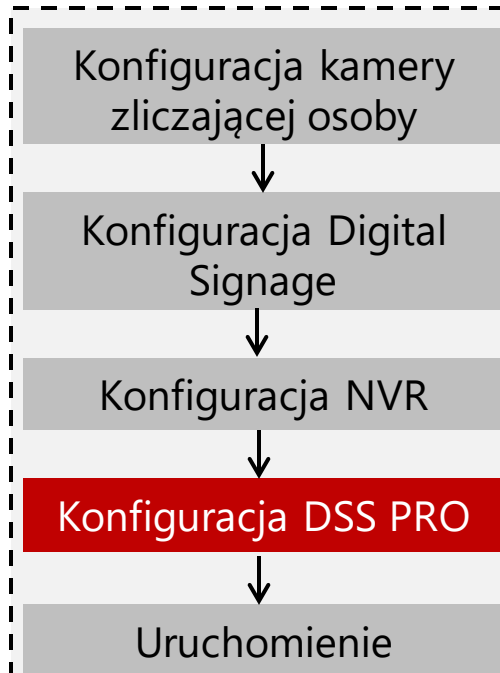 Konfiguracja kamery
zliczającej osoby
Konfiguracja Digital
Signage
Konfiguracja NVR
Konfiguracja DSS PRO
Uruchomienie